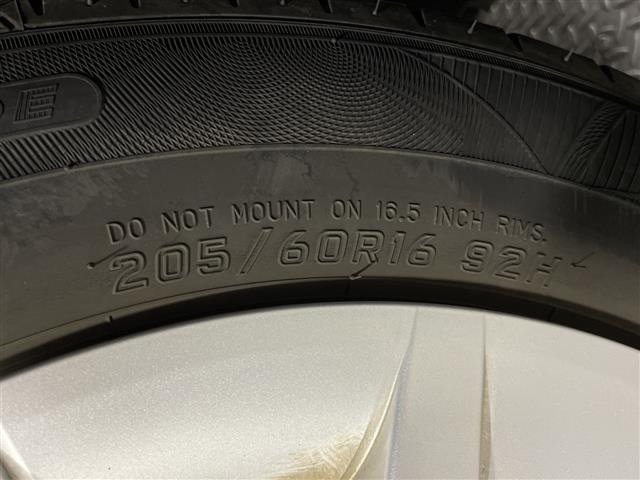 DO NOT MOUNT ON 16.5 INCH RIMS.
205/60R16 92H